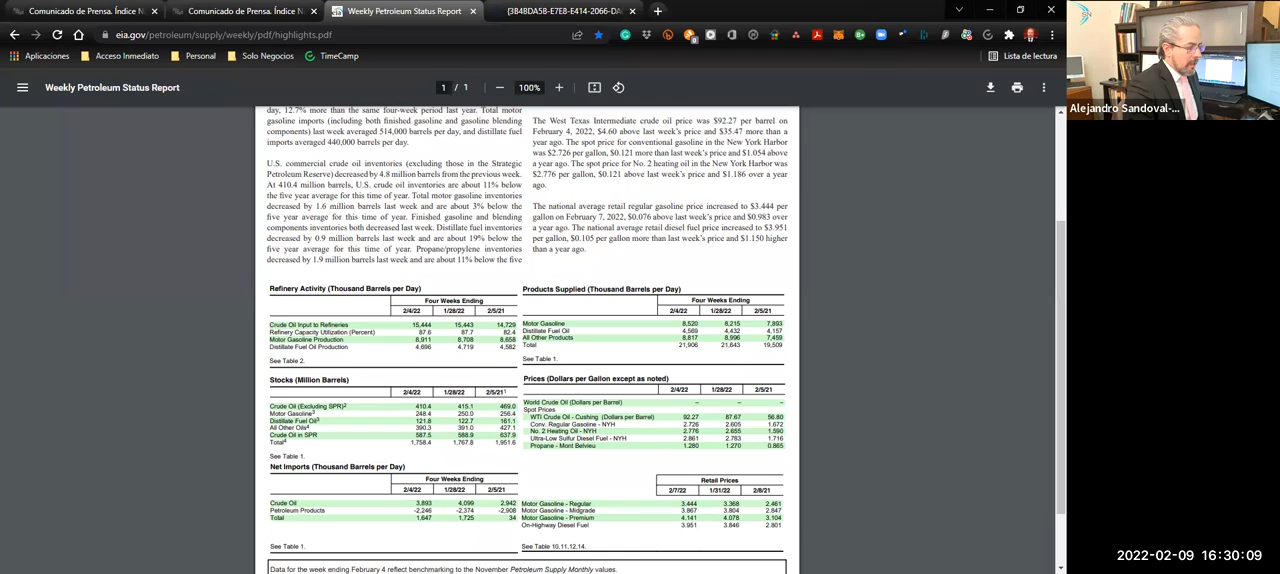 Comunicado de Prensa. Índice N
Comunicado de Prensa. Índice N
Weekly Petroleum Status Report
{3B4BDA5B-E7E8-E414-2066-DA
eia.gov/petroleum/supply/weekly/pdf/highlights.pdf
Aplicaciones Acceso Inmediato Personal Solo Negocios TimeCamp Lista de lectura
Weekly Petroleum Status Report 1 / 1 100%
Alejandro Sandoval-...
day, 12.7% more than the same four-week period last year. Total motor
gasoline imports (including both finished gasoline and gasoline blending
components) last week averaged 514,000 barrels per day, and distillate fuel
imports averaged 440,000 barrels per day.
U.S. commercial crude oil inventories (excluding those in the Strategic
Petroleum Reserve) decreased by 4.8 million barrels from the previous week.
At 410.4 million barrels, U.S. crude oil inventories are about 11% below
the five year average for this time of year. Total motor gasoline inventories
decreased by 1.6 million barrels last week and are about 3% below the
five year average for this time of year. Finished gasoline and blending
components inventories both decreased last week. Distillate fuel inventories
decreased by 0.9 million barrels last week and are about 19% below the
five year average for this time of year. Propane/propylene inventories
decreased by 1.9 million barrels last week and are about 11% below the five
The West Texas Intermediate crude oil price was $92.27 per barrel on
February 4, 2022, $4.60 above last week's price and $35.47 more than a
year ago. The spot price for conventional gasoline in the New York Harbor
was $2.726 per gallon, $0.121 more than last week's price and $1.054 above
a year ago. The spot price for No. 2 heating oil in the New York Harbor was
$2.776 per gallon, $0.121 above last week's price and $1.186 over a year
ago.
The national average retail regular gasoline price increased to $3.444 per
gallon on February 7, 2022, $0.076 above last week's price and $0.983 over
a year ago. The national average retail diesel fuel price increased to $3.951
per gallon, $0.105 per gallon more than last week's price and $1.150 higher
than a year ago.
Refinery Activity (Thousand Barrels per Day)
Four Weeks Ending
2/4/22 1/28/22 2/5/21
Crude Oil Input to Refineries 15,444 15,443 14,729
Refinery Capacity Utilization (Percent) 87.6 87.7 82.4
Motor Gasoline Production 8,911 8,708 8,658
Distillate Fuel Oil Production 4,696 4,719 4,582
See Table 2.
Products Supplied (Thousand Barrels per Day)
Four Weeks Ending
2/4/22 1/28/22 2/5/21
Motor Gasoline 8,520 8,215 7,893
Distillate Fuel Oil 4,569 4,432 4,157
All Other Products 8,817 8,996 7,459
Total 21,906 21,643 19,509
See Table 1.
Stocks (Million Barrels)
2/4/22 1/28/22 2/5/21¹
Crude Oil (Excluding SPR)² 410.4 415.1 469.0
Motor Gasoline³ 248.4 250.0 256.4
Distillate Fuel Oil³ 121.8 122.7 161.1
All Other Oils⁴ 390.3 391.0 427.1
Crude Oil in SPR 587.5 588.9 637.9
Total⁴ 1,758.4 1,767.8 1,951.6
See Table 1.
Prices (Dollars per Gallon except as noted)
2/4/22 1/28/22 2/5/21
World Crude Oil (Dollars per Barrel) – – –
Spot Prices
WTI Crude Oil - Cushing (Dollars per Barrel) 92.27 87.67 56.80
Conv. Regular Gasoline - NYH 2.726 2.605 1.672
No. 2 Heating Oil - NYH 2.776 2.655 1.590
Ultra-Low Sulfur Diesel Fuel - NYH 2.861 2.783 1.716
Propane - Mont Belvieu 1.280 1.270 0.865
Net Imports (Thousand Barrels per Day)
Four Weeks Ending
2/4/22 1/28/22 2/5/21
Crude Oil 3,893 4,099 2,942
Petroleum Products -2,246 -2,374 -2,908
Total 1,647 1,725 34
See Table 1.
Retail Prices
2/7/22 1/31/22 2/8/21
Motor Gasoline - Regular 3.444 3.368 2.461
Motor Gasoline - Midgrade 3.867 3.804 2.847
Motor Gasoline - Premium 4.141 4.078 3.104
On-Highway Diesel Fuel 3.951 3.846 2.801
See Table 10,11,12,14.
Data for the week ending February 4 reflect benchmarking to the November Petroleum Supply Monthly values.
2022-02-09 16:30:09